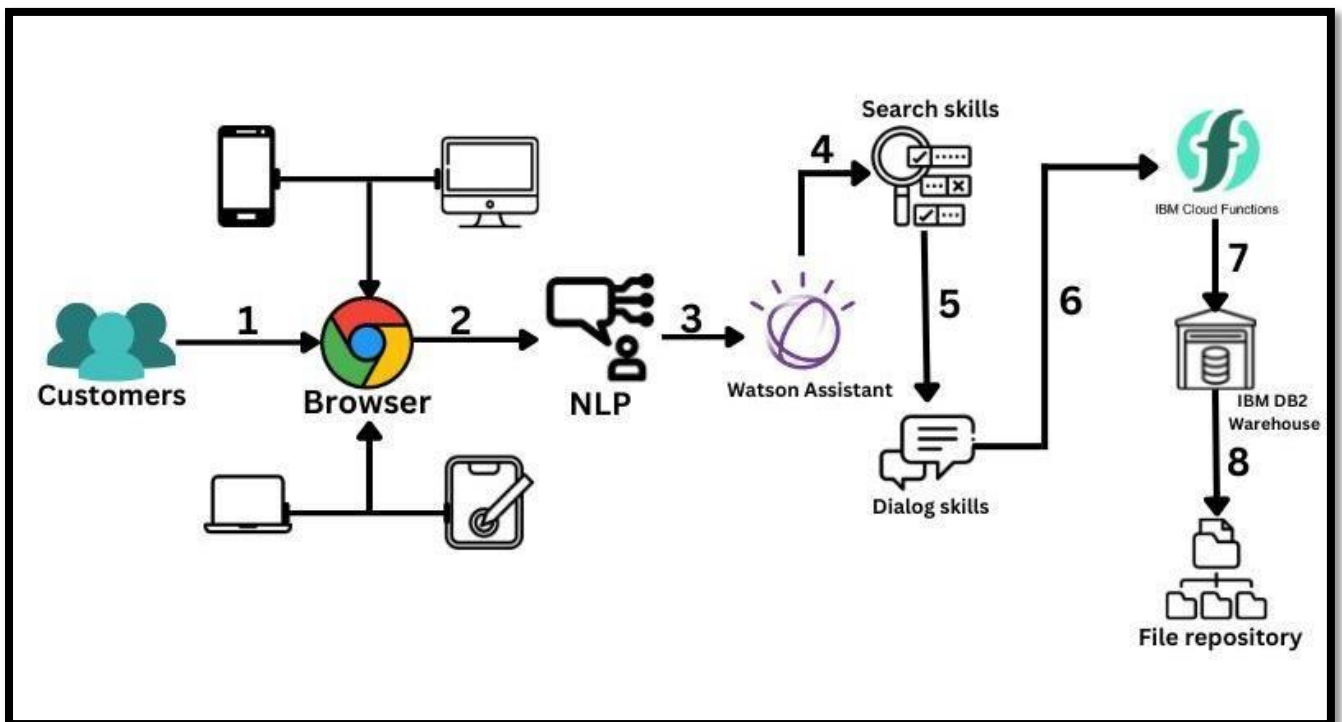 Search skills
4
IBM Cloud Functions
1
2
3
5
6
7
Customers
Browser
NLP
Watson Assistant
IBM DB2
Warehouse
8
Dialog skills
File repository